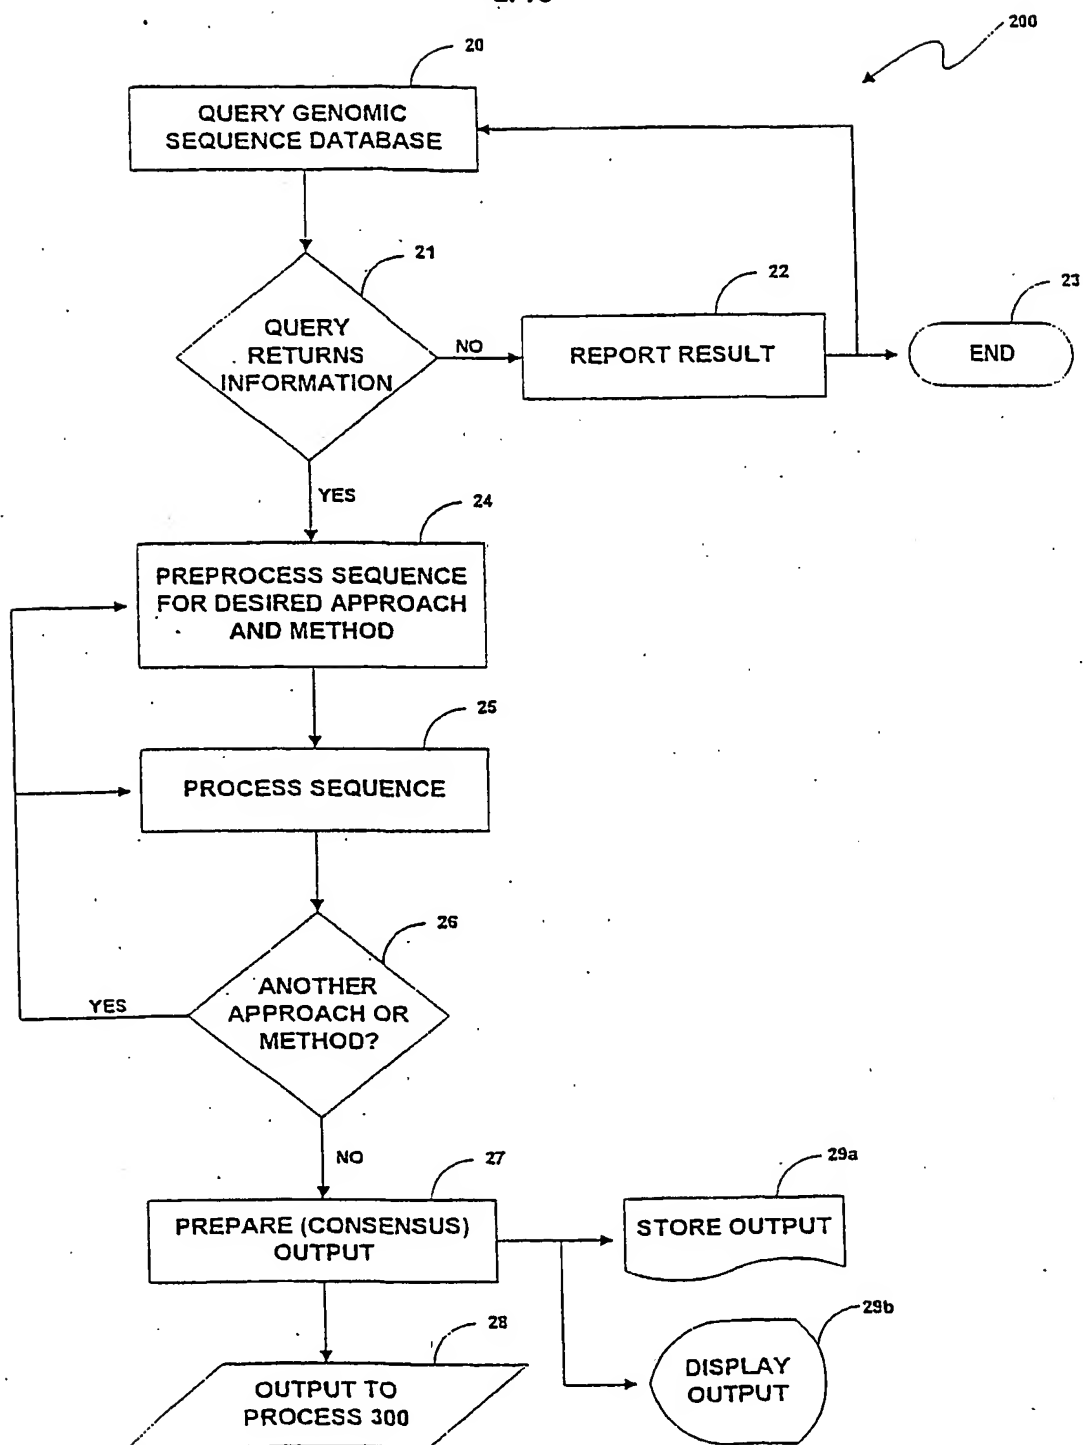 200
20
QUERY GENOMIC
SEQUENCE DATABASE
21
QUERY
RETURNS
INFORMATION
NO
22
REPORT RESULT
23
END
YES
24
PREPROCESS SEQUENCE
FOR DESIRED APPROACH
AND METHOD
25
PROCESS SEQUENCE
26
ANOTHER
APPROACH OR
METHOD?
YES
NO
27
PREPARE (CONSENSUS)
OUTPUT
29a
STORE OUTPUT
28
OUTPUT TO
PROCESS 300
29b
DISPLAY
OUTPUT